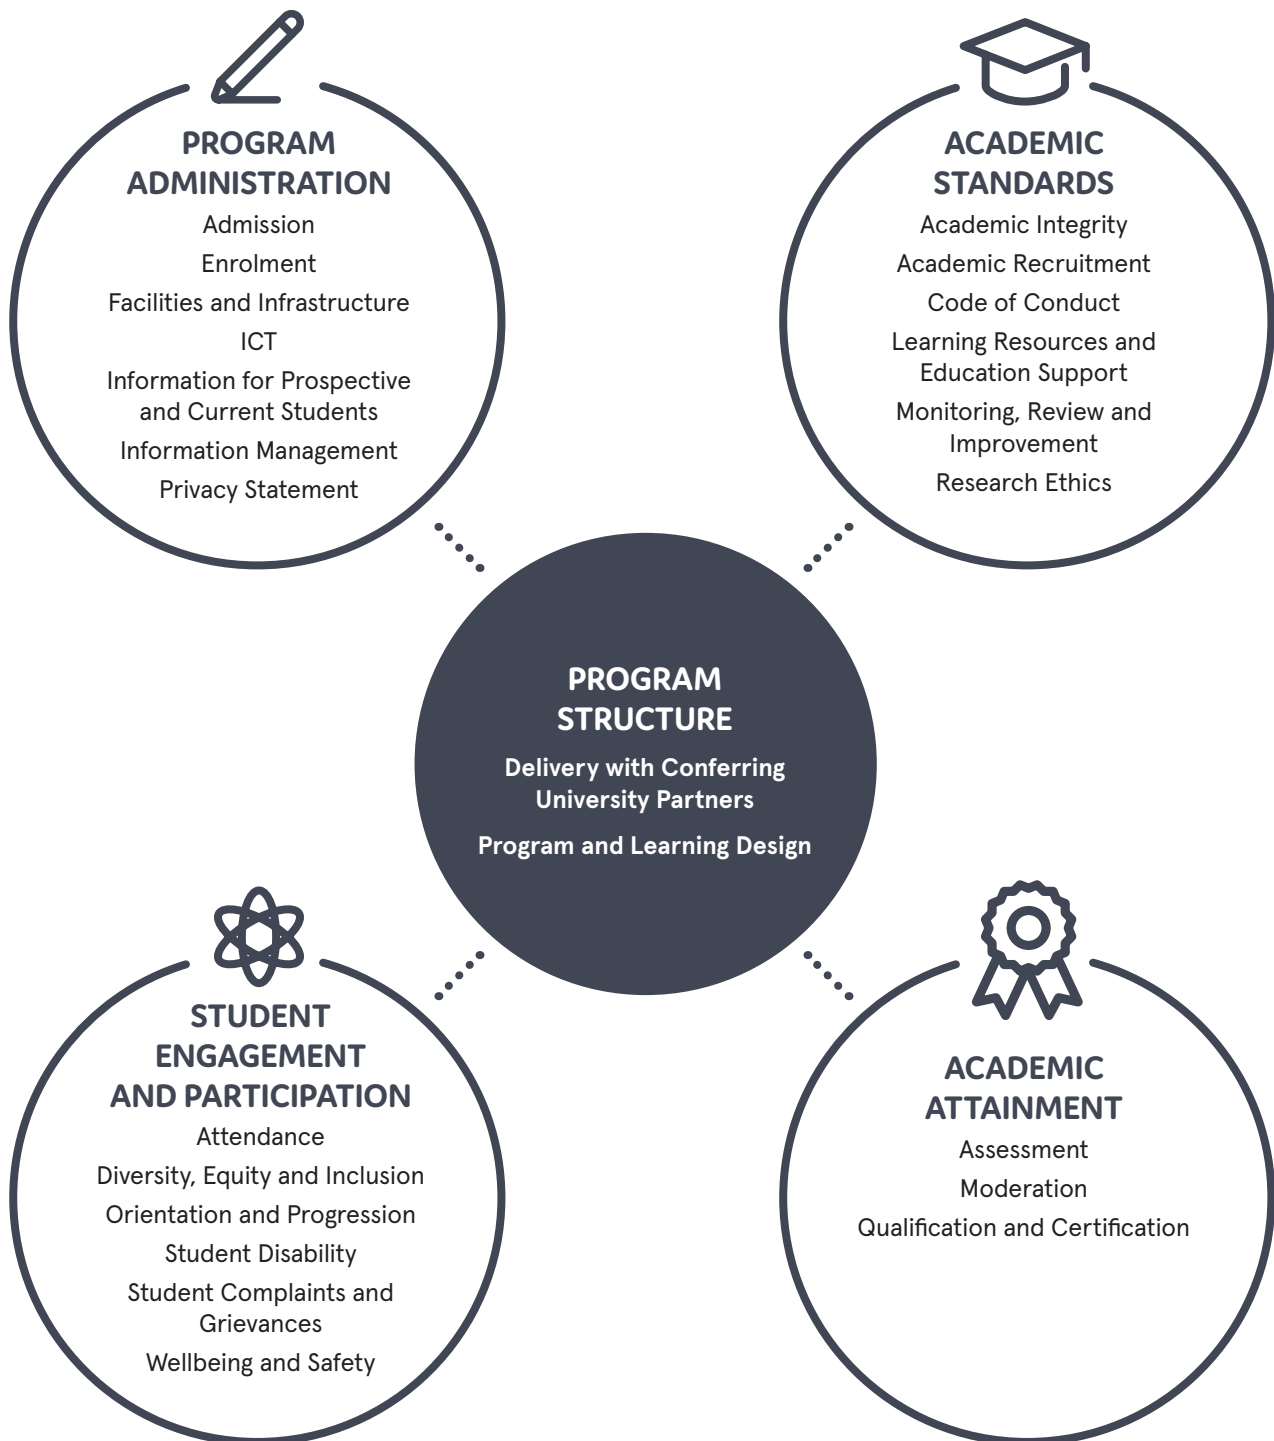 PROGRAM
ADMINISTRATION
Admission
Enrolment
Facilities and Infrastructure
ICT
Information for Prospective
and Current Students
Information Management
Privacy Statement
ACADEMIC
STANDARDS
Academic Integrity
Academic Recruitment
Code of Conduct
Learning Resources and
Education Support
Monitoring, Review and
Improvement
Research Ethics
PROGRAM
STRUCTURE
Delivery with Conferring
University Partners
Program and Learning Design
STUDENT
ENGAGEMENT
AND PARTICIPATION
Attendance
Diversity, Equity and Inclusion
Orientation and Progression
Student Disability
Student Complaints and
Grievances
Wellbeing and Safety
ACADEMIC
ATTAINMENT
Assessment
Moderation
Qualification and Certification